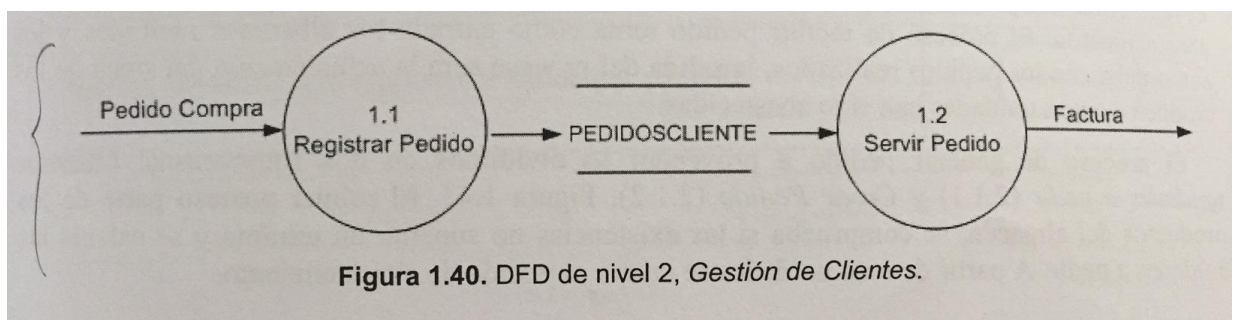 Pedido Compra
1.1
Registrar Pedido
PEDIDOSCLIENTE
1.2
Servir Pedido
Factura
Figura 1.40. DFD de nivel 2, Gestión de Clientes.